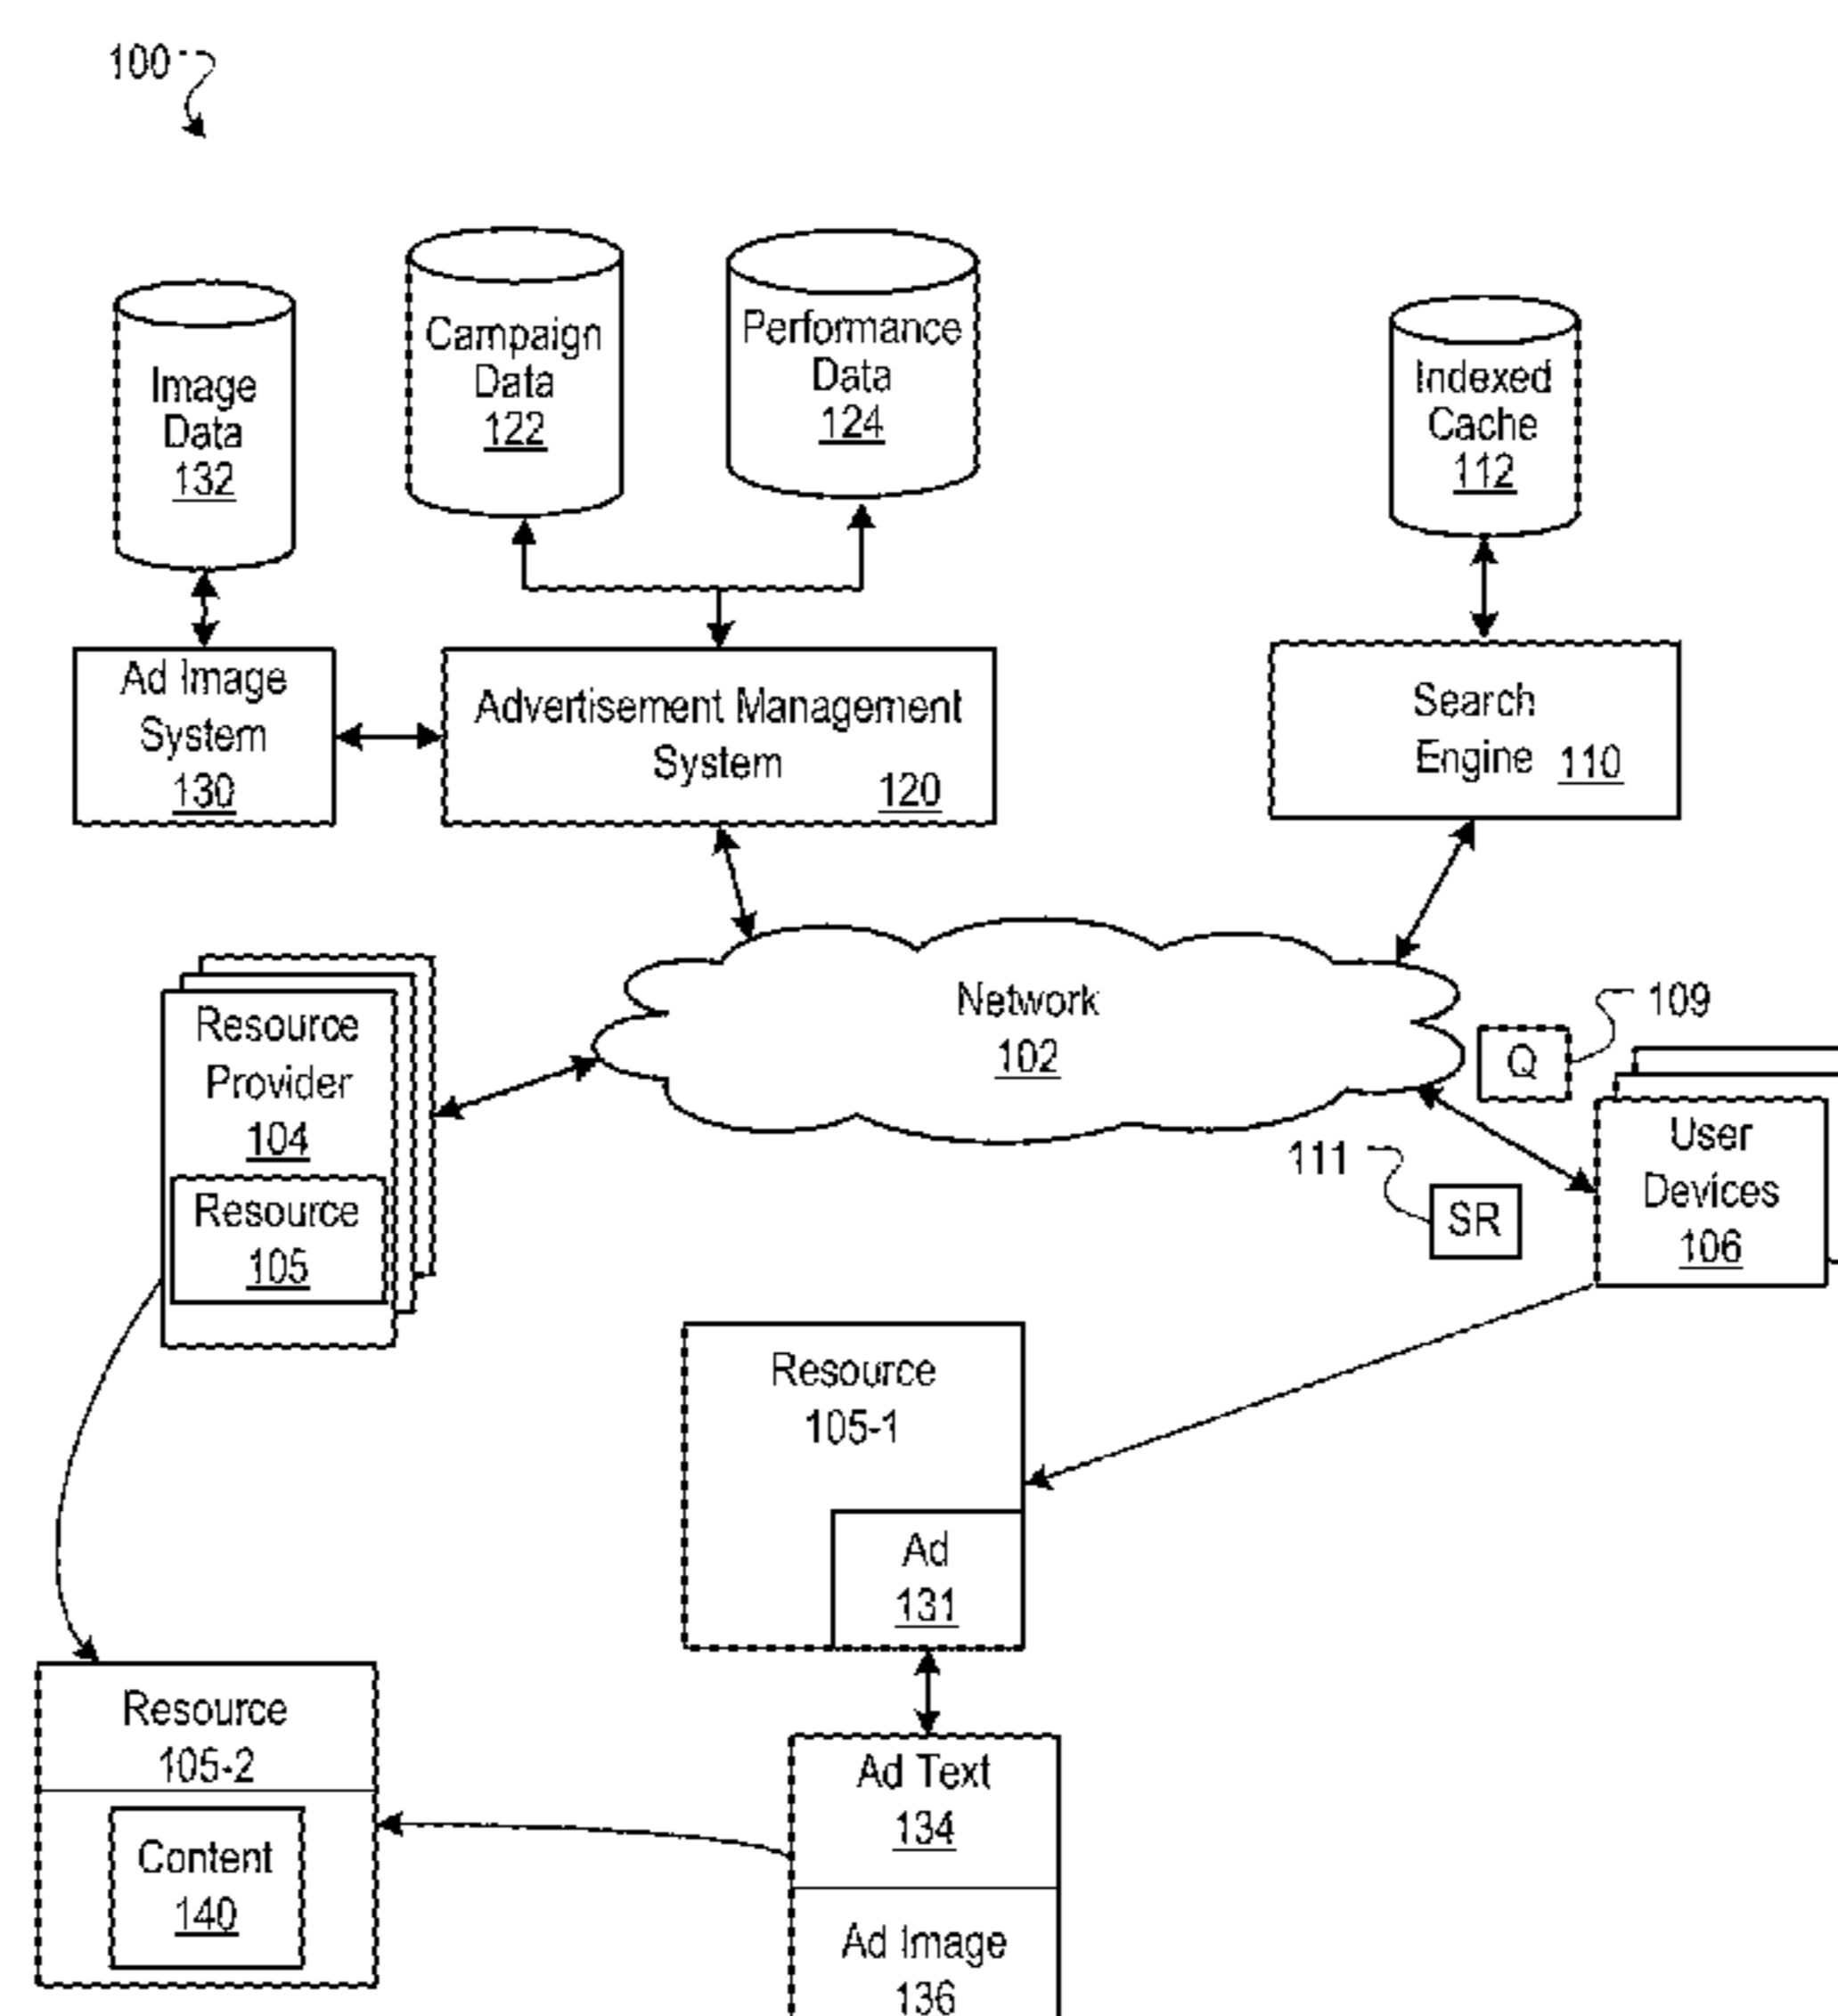 100
Image
Data
132
Campaign
Data
122
Performance
Data
124
Indexed
Cache
112
Ad Image
System
130
Advertisement Management
System
120
Search
Engine 110
Network
102
Q
109
Resource
Provider
104
Resource
105
111
SR
User
Devices
106
Resource
105-1
Ad
131
Resource
105-2
Content
140
Ad Text
134
Ad Image
136